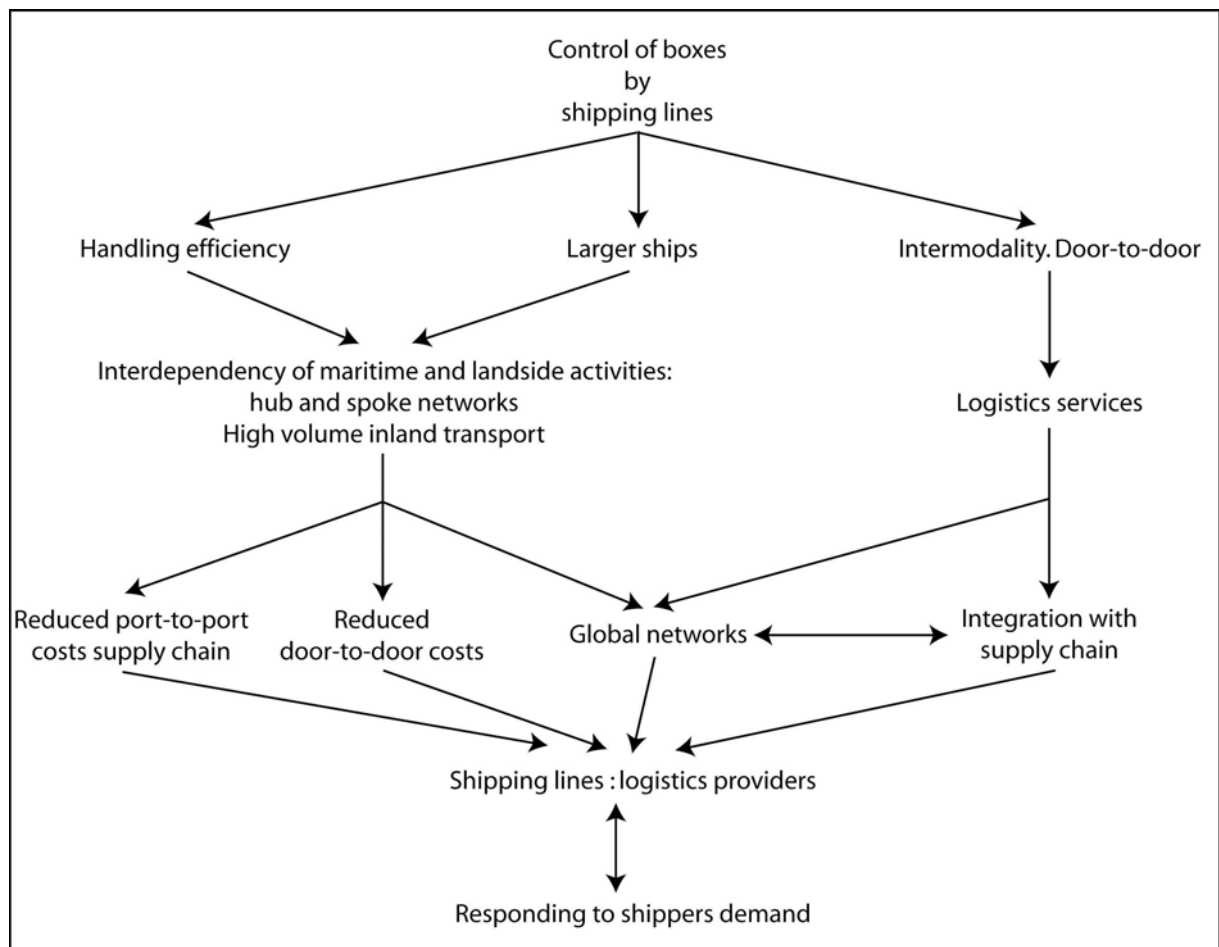 Control of boxes
by
shipping lines
Handling efficiency
Larger ships
Intermodality. Door-to-door
Interdependency of maritime and landside activities:
hub and spoke networks
High volume inland transport
Logistics services
Reduced port-to-port
costs supply chain
Reduced
door-to-door costs
Global networks
Integration with
supply chain
Shipping lines : logistics providers
Responding to shippers demand